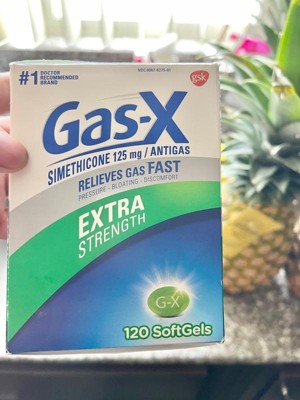 #1 DOCTOR
RECOMMENDED
BRAND
gsk
Gas-X
SIMETHICONE 125 mg / ANTIGAS
RELIEVES GAS FAST
PRESSURE - BLOATING - DISCOMFORT
EXTRA
STRENGTH
G-X
120 SoftGels